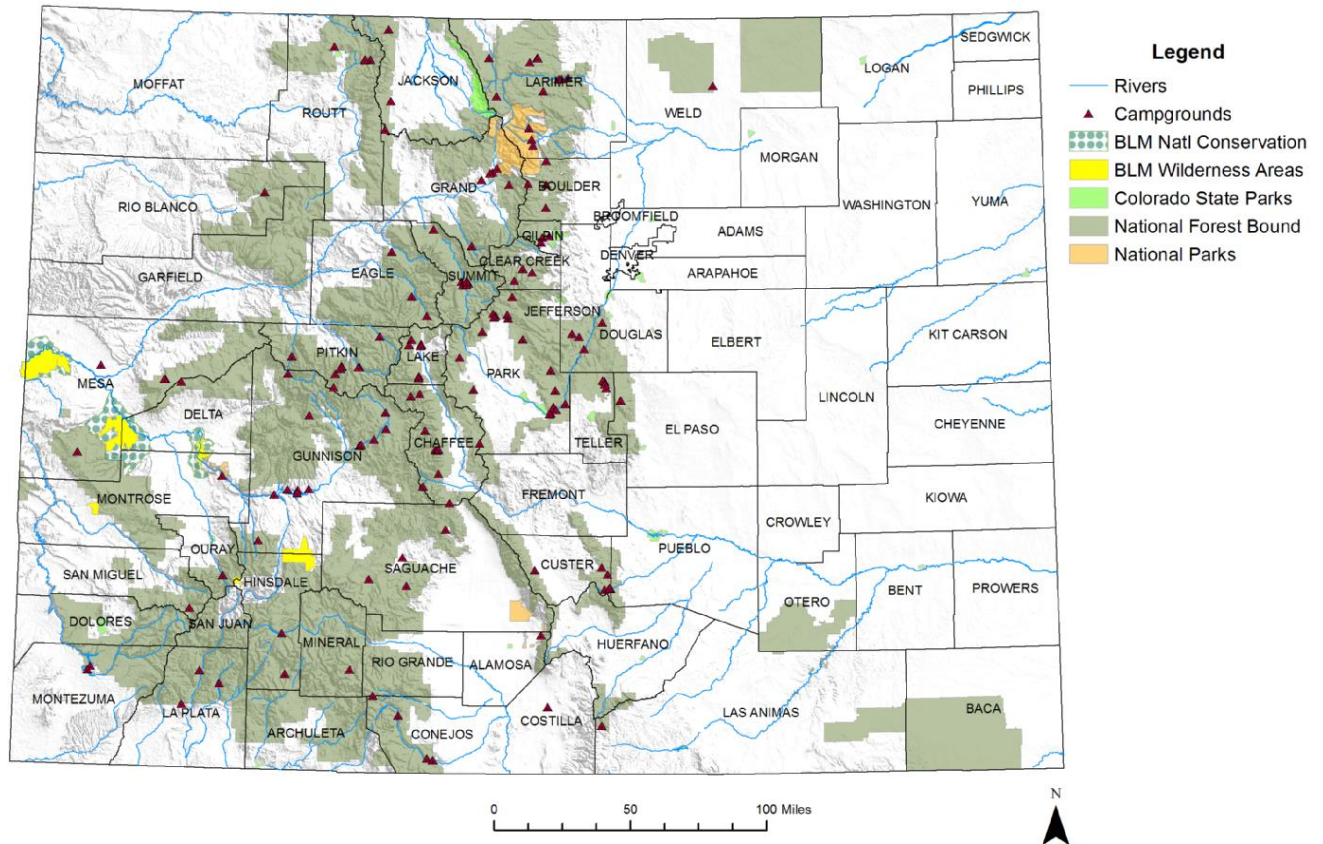 SEDGWICK
LOGAN
PHILLIPS
MOFFAT
JACKSON
LARIMER
ROUTT
WELD
MORGAN
GRAND
BOULDER
RIO BLANCO
WASHINGTON
YUMA
BROOMFIELD
GILPIN
ADAMS
DENVER
CLEAR CREEK
EAGLE
SUMMIT
ARAPAHOE
GARFIELD
JEFFERSON
DOUGLAS
ELBERT
KIT CARSON
PITKIN
LAKE
MESA
PARK
LINCOLN
DELTA
CHEYENNE
EL PASO
TELLER
CHAFFEE
GUNNISON
MONTROSE
FREMONT
KIOWA
CROWLEY
OURAY
PUEBLO
SAGUACHE
CUSTER
SAN MIGUEL
HINSDALE
BENT
PROWERS
OTERO
DOLORES
SAN JUAN
MINERAL
HUERFANO
RIO GRANDE
ALAMOSA
MONTEZUMA
LA PLATA
COSTILLA
LAS ANIMAS
BACA
ARCHULETA
CONEJOS
Legend
Rivers
Campgrounds
BLM Natl Conservation
BLM Wilderness Areas
Colorado State Parks
National Forest Bound
National Parks
0 50 100 Miles
N